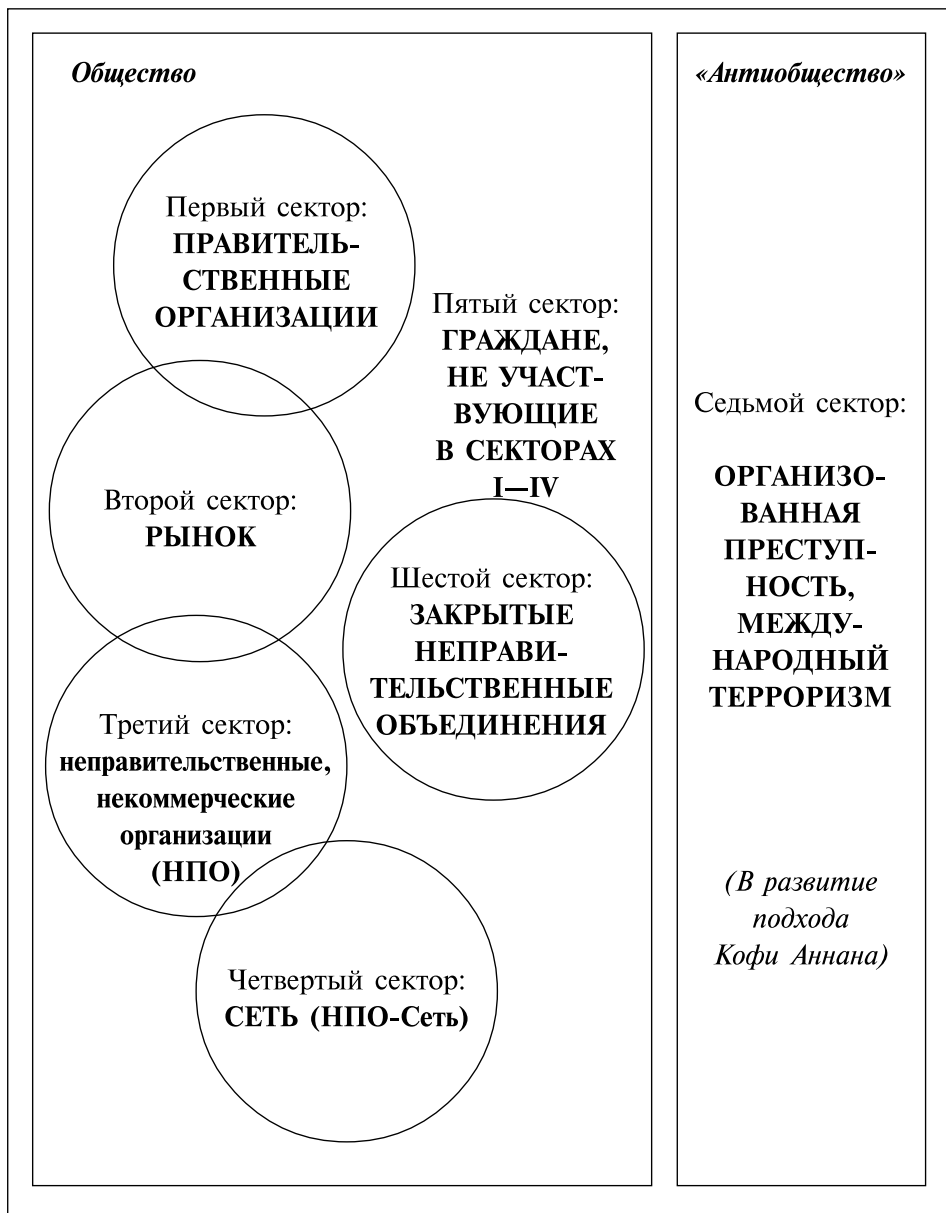 Общество
Первый сектор:
ПРАВИТЕЛЬ-
СТВЕННЫЕ
ОРГАНИЗАЦИИ
Второй сектор:
РЫНОК
Третий сектор:
неправительственные,
некоммерческие
организации
(НПО)
Четвертый сектор:
СЕТЬ (НПО-Сеть)
Пятый сектор:
ГРАЖДАНЕ,
НЕ УЧАСТ-
ВУЮЩИЕ
В СЕКТОРАХ
I—IV
Шестой сектор:
ЗАКРЫТЫЕ
НЕПРАВИ-
ТЕЛЬСТВЕННЫЕ
ОБЪЕДИНЕНИЯ
«Антиобщество»
Седьмой сектор:
ОРГАНИЗО-
ВАННАЯ
ПРЕСТУП-
НОСТЬ,
МЕЖДУ-
НАРОДНЫЙ
ТЕРРОРИЗМ
(В развитие
подхода
Кофи Аннана)